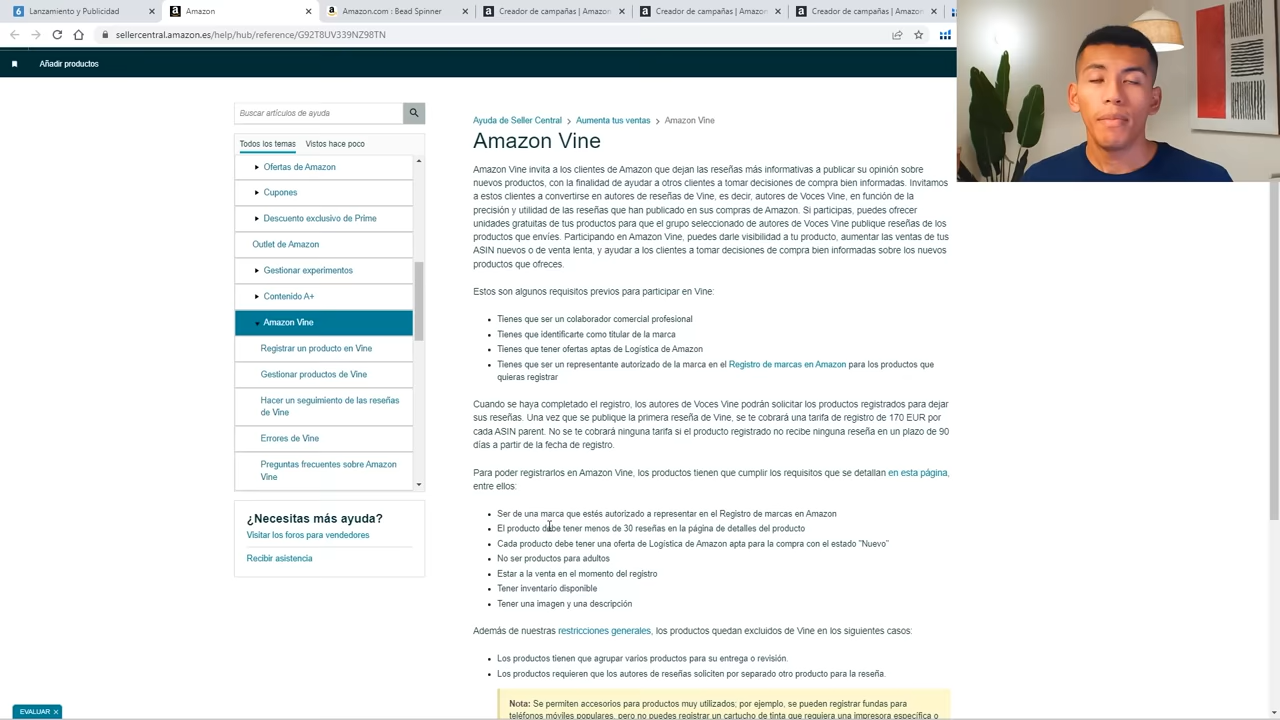 Lanzamiento y Publicidad
Amazon
Amazon.com : Bead Spinner
Creador de campañas | Amazon
Creador de campañas | Amazon
Creador de campañas | Amazon
sellercentral.amazon.es/help/hub/reference/G92T8UV339NZ98TN
Añadir productos
Buscar artículos de ayuda
Todos los temas
Vistos hace poco
Ofertas de Amazon
Cupones
Descuento exclusivo de Prime
Outlet de Amazon
Gestionar experimentos
Contenido A+
Amazon Vine
Registrar un producto en Vine
Gestionar productos de Vine
Hacer un seguimiento de las reseñas
de Vine
Errores de Vine
Preguntas frecuentes sobre Amazon
Vine
¿Necesitas más ayuda?
Visitar los foros para vendedores
Recibir asistencia
EVALUAR
Ayuda de Seller Central > Aumenta tus ventas > Amazon Vine
Amazon Vine
Amazon Vine invita a los clientes de Amazon que dejan las reseñas más informativas a publicar su opinión sobre
nuevos productos, con la finalidad de ayudar a otros clientes a tomar decisiones de compra bien informadas. Invitamos
a estos clientes a convertirse en autores de reseñas de Vine, es decir, autores de Voces Vine, en función de la
precisión y utilidad de las reseñas que han publicado en sus compras de Amazon. Si participas, puedes ofrecer
unidades gratuitas de tus productos para que el grupo seleccionado de autores de Voces Vine publique reseñas de los
productos que envíes. Participando en Amazon Vine, puedes darle visibilidad a tu producto, aumentar las ventas de tus
ASIN nuevos o de venta lenta, y ayudar a los clientes a tomar decisiones de compra bien informadas sobre los nuevos
productos que ofreces.
Estos son algunos requisitos previos para participar en Vine:
Tienes que ser un colaborador comercial profesional
Tienes que identificarte como titular de la marca
Tienes que tener ofertas aptas de Logística de Amazon
Tienes que ser un representante autorizado de la marca en el Registro de marcas en Amazon para los productos que
quieras registrar
Cuando se haya completado el registro, los autores de Voces Vine podrán solicitar los productos registrados para dejar
sus reseñas. Una vez que se publique la primera reseña de Vine, se te cobrará una tarifa de registro de 170 EUR por
cada ASIN parent. No se te cobrará ninguna tarifa si el producto registrado no recibe ninguna reseña en un plazo de 90
días a partir de la fecha de registro.
Para poder registrarlos en Amazon Vine, los productos tienen que cumplir los requisitos que se detallan en esta página,
entre ellos:
Ser de una marca que estés autorizado a representar en el Registro de marcas en Amazon
El producto debe tener menos de 30 reseñas en la página de detalles del producto
Cada producto debe tener una oferta de Logística de Amazon apta para la compra con el estado "Nuevo"
No ser productos para adultos
Estar a la venta en el momento del registro
Tener inventario disponible
Tener una imagen y una descripción
Además de nuestras restricciones generales, los productos quedan excluidos de Vine en los siguientes casos:
Los productos tienen que agrupar varios productos para su entrega o revisión.
Los productos requieren que los autores de reseñas soliciten por separado otro producto para la reseña.
Nota: Se permiten accesorios para productos muy utilizados; por ejemplo, se pueden registrar fundas para
teléfonos móviles populares, pero no puedes registrar un cartucho de tinta que requiera una impresora específica o